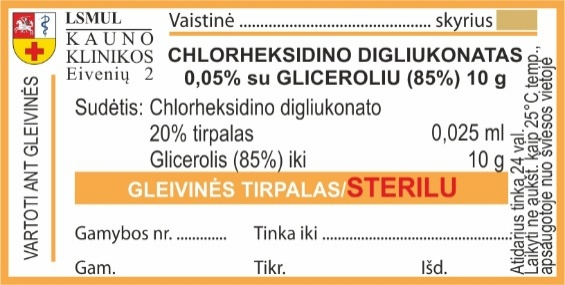 LSMUL
KAUNO
KLINIKOS
Eivenių 2
Vaistinė ........................................ skyrius
CHLORHEKSIDINO DIGLIUKONATAS
0,05% su GLICEROLIU (85%) 10 g
Sudėtis: Chlorheksidino digliukonato
20% tirpalas 0,025 ml
Glicerolis (85%) iki 10 g
GLEIVINĖS TIRPALAS/STERILU
Gamybos nr. ............ Tinka iki ....................
Gam. Tikr. Išd.
VARTOTI ANT GLEIVINĖS
Atidarius tinka 24 val.
Laikyti ne aukšt. kaip 25°C temp.,
apsaugotoje nuo šviesos vietoje